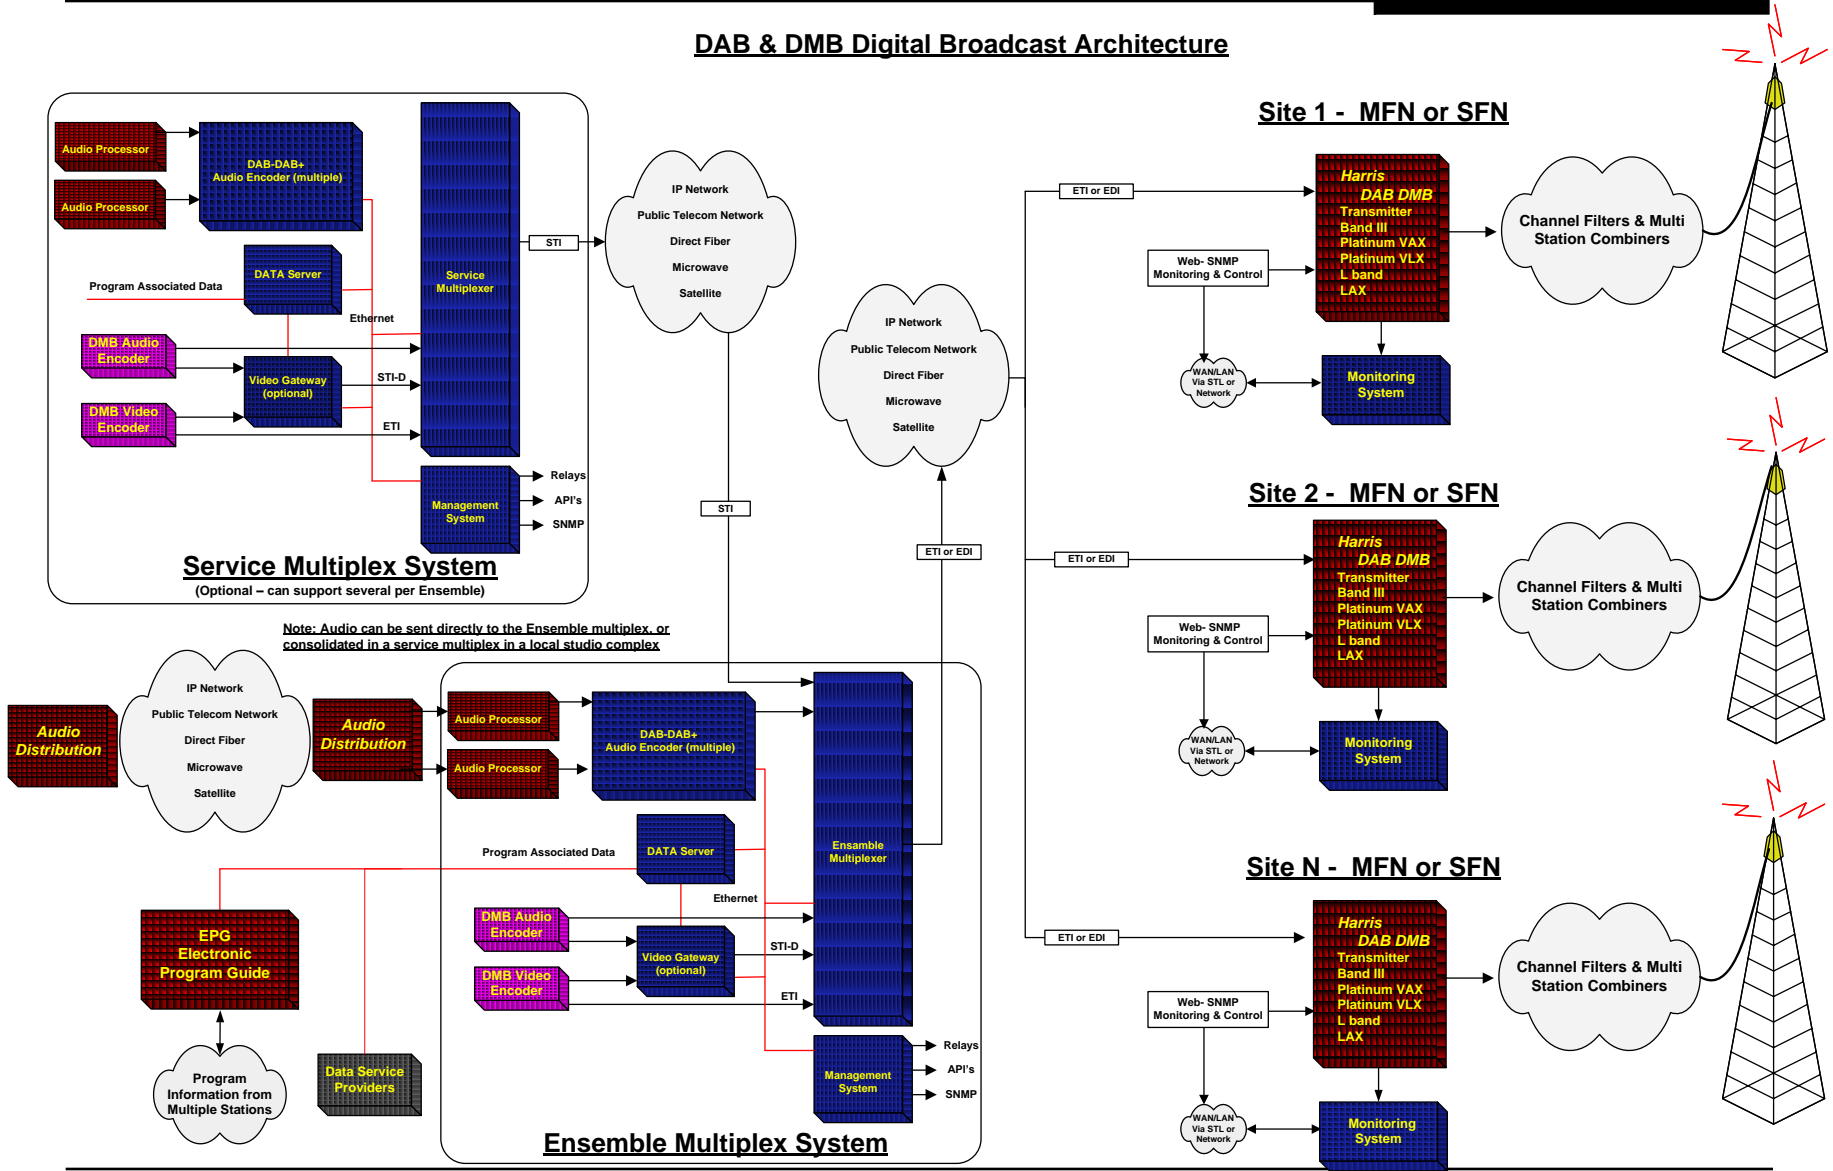 DAB & DMB Digital Broadcast Architecture
Audio Processor
Audio Processor
DAB-DAB+
Audio Encoder (multiple)
DATA Server
Program Associated Data
Ethernet
DMB Audio
Encoder
Video Gateway
(optional)
STI-D
DMB Video
Encoder
ETI
Service
Multiplexer
Management
System
Relays
API's
SNMP
Service Multiplex System
(Optional – can support several per Ensemble)
STI
IP Network
Public Telecom Network
Direct Fiber
Microwave
Satellite
STI
Note: Audio can be sent directly to the Ensemble multiplex, or
consolidated in a service multiplex in a local studio complex
Audio
Distribution
IP Network
Public Telecom Network
Direct Fiber
Microwave
Satellite
Audio
Distribution
Audio Processor
Audio Processor
DAB-DAB+
Audio Encoder (multiple)
DATA Server
Program Associated Data
Ethernet
DMB Audio
Encoder
Video Gateway
(optional)
STI-D
DMB Video
Encoder
ETI
Ensamble
Multiplexer
Management
System
Relays
API's
SNMP
Ensemble Multiplex System
EPG
Electronic
Program Guide
Program
Information from
Multiple Stations
Data Service
Providers
ETI or EDI
IP Network
Public Telecom Network
Direct Fiber
Microwave
Satellite
Site 1 - MFN or SFN
ETI or EDI
Harris
DAB DMB
Transmitter
Band III
Platinum VAX
Platinum VLX
L band
LAX
Channel Filters & Multi
Station Combiners
Web- SNMP
Monitoring & Control
WAN/LAN
Via STL or
Network
Monitoring
System
Site 2 - MFN or SFN
ETI or EDI
Harris
DAB DMB
Transmitter
Band III
Platinum VAX
Platinum VLX
L band
LAX
Channel Filters & Multi
Station Combiners
Web- SNMP
Monitoring & Control
WAN/LAN
Via STL or
Network
Monitoring
System
Site N - MFN or SFN
ETI or EDI
Harris
DAB DMB
Transmitter
Band III
Platinum VAX
Platinum VLX
L band
LAX
Channel Filters & Multi
Station Combiners
Web- SNMP
Monitoring & Control
WAN/LAN
Via STL or
Network
Monitoring
System